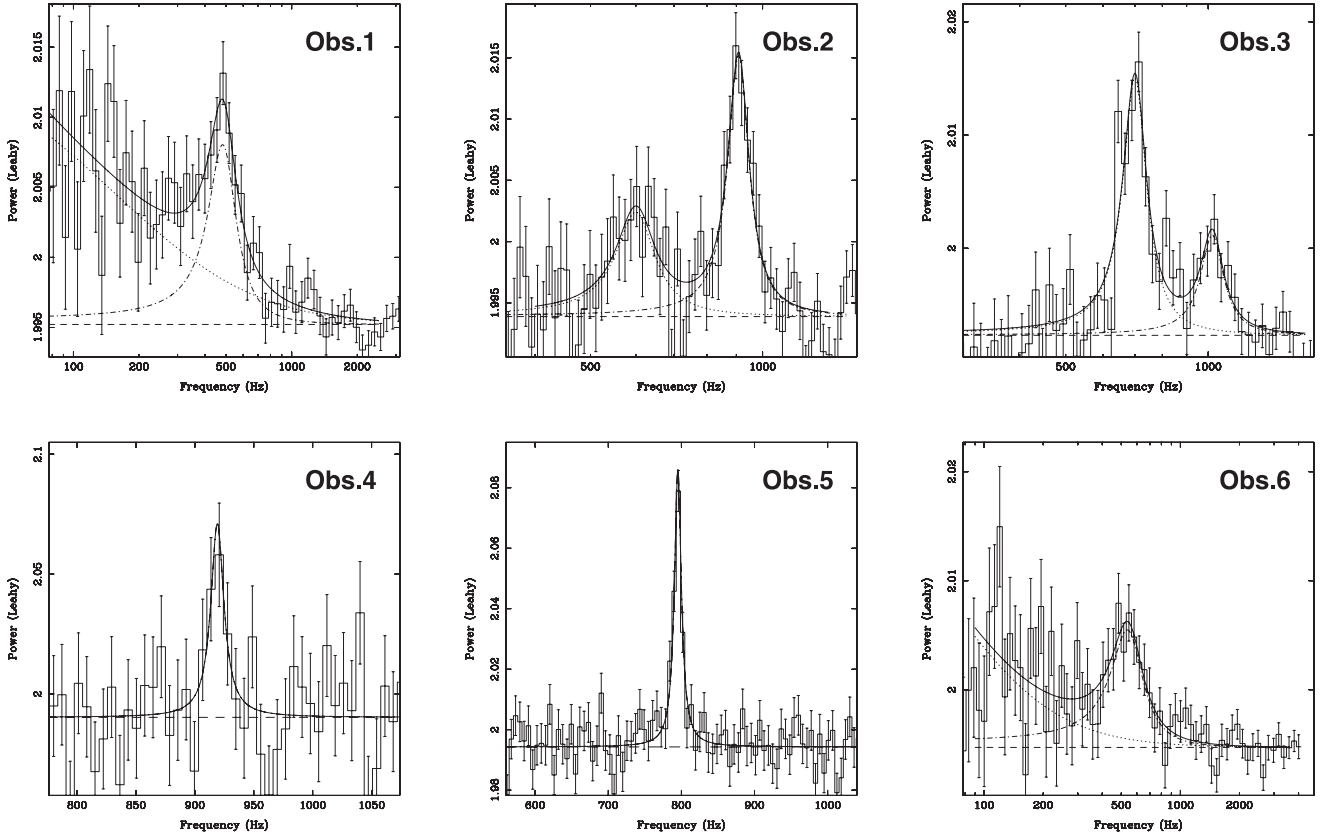 Obs.1
Power (Leahy)
1.995
2
2.005
2.01
2.015
100
200
500
1000
2000
Frequency (Hz)
Obs.2
Power (Leahy)
1.995
2
2.005
2.01
2.015
500
1000
Frequency (Hz)
Obs.3
Power (Leahy)
2
2.01
2.02
500
1000
Frequency (Hz)
Obs.4
Power (Leahy)
2
2.05
2.1
800
850
900
950
1000
1050
Frequency (Hz)
Obs.5
Power (Leahy)
1.98
2
2.02
2.04
2.06
2.08
600
700
800
900
1000
Frequency (Hz)
Obs.6
Power (Leahy)
2
2.01
2.02
100
200
500
1000
2000
Frequency (Hz)